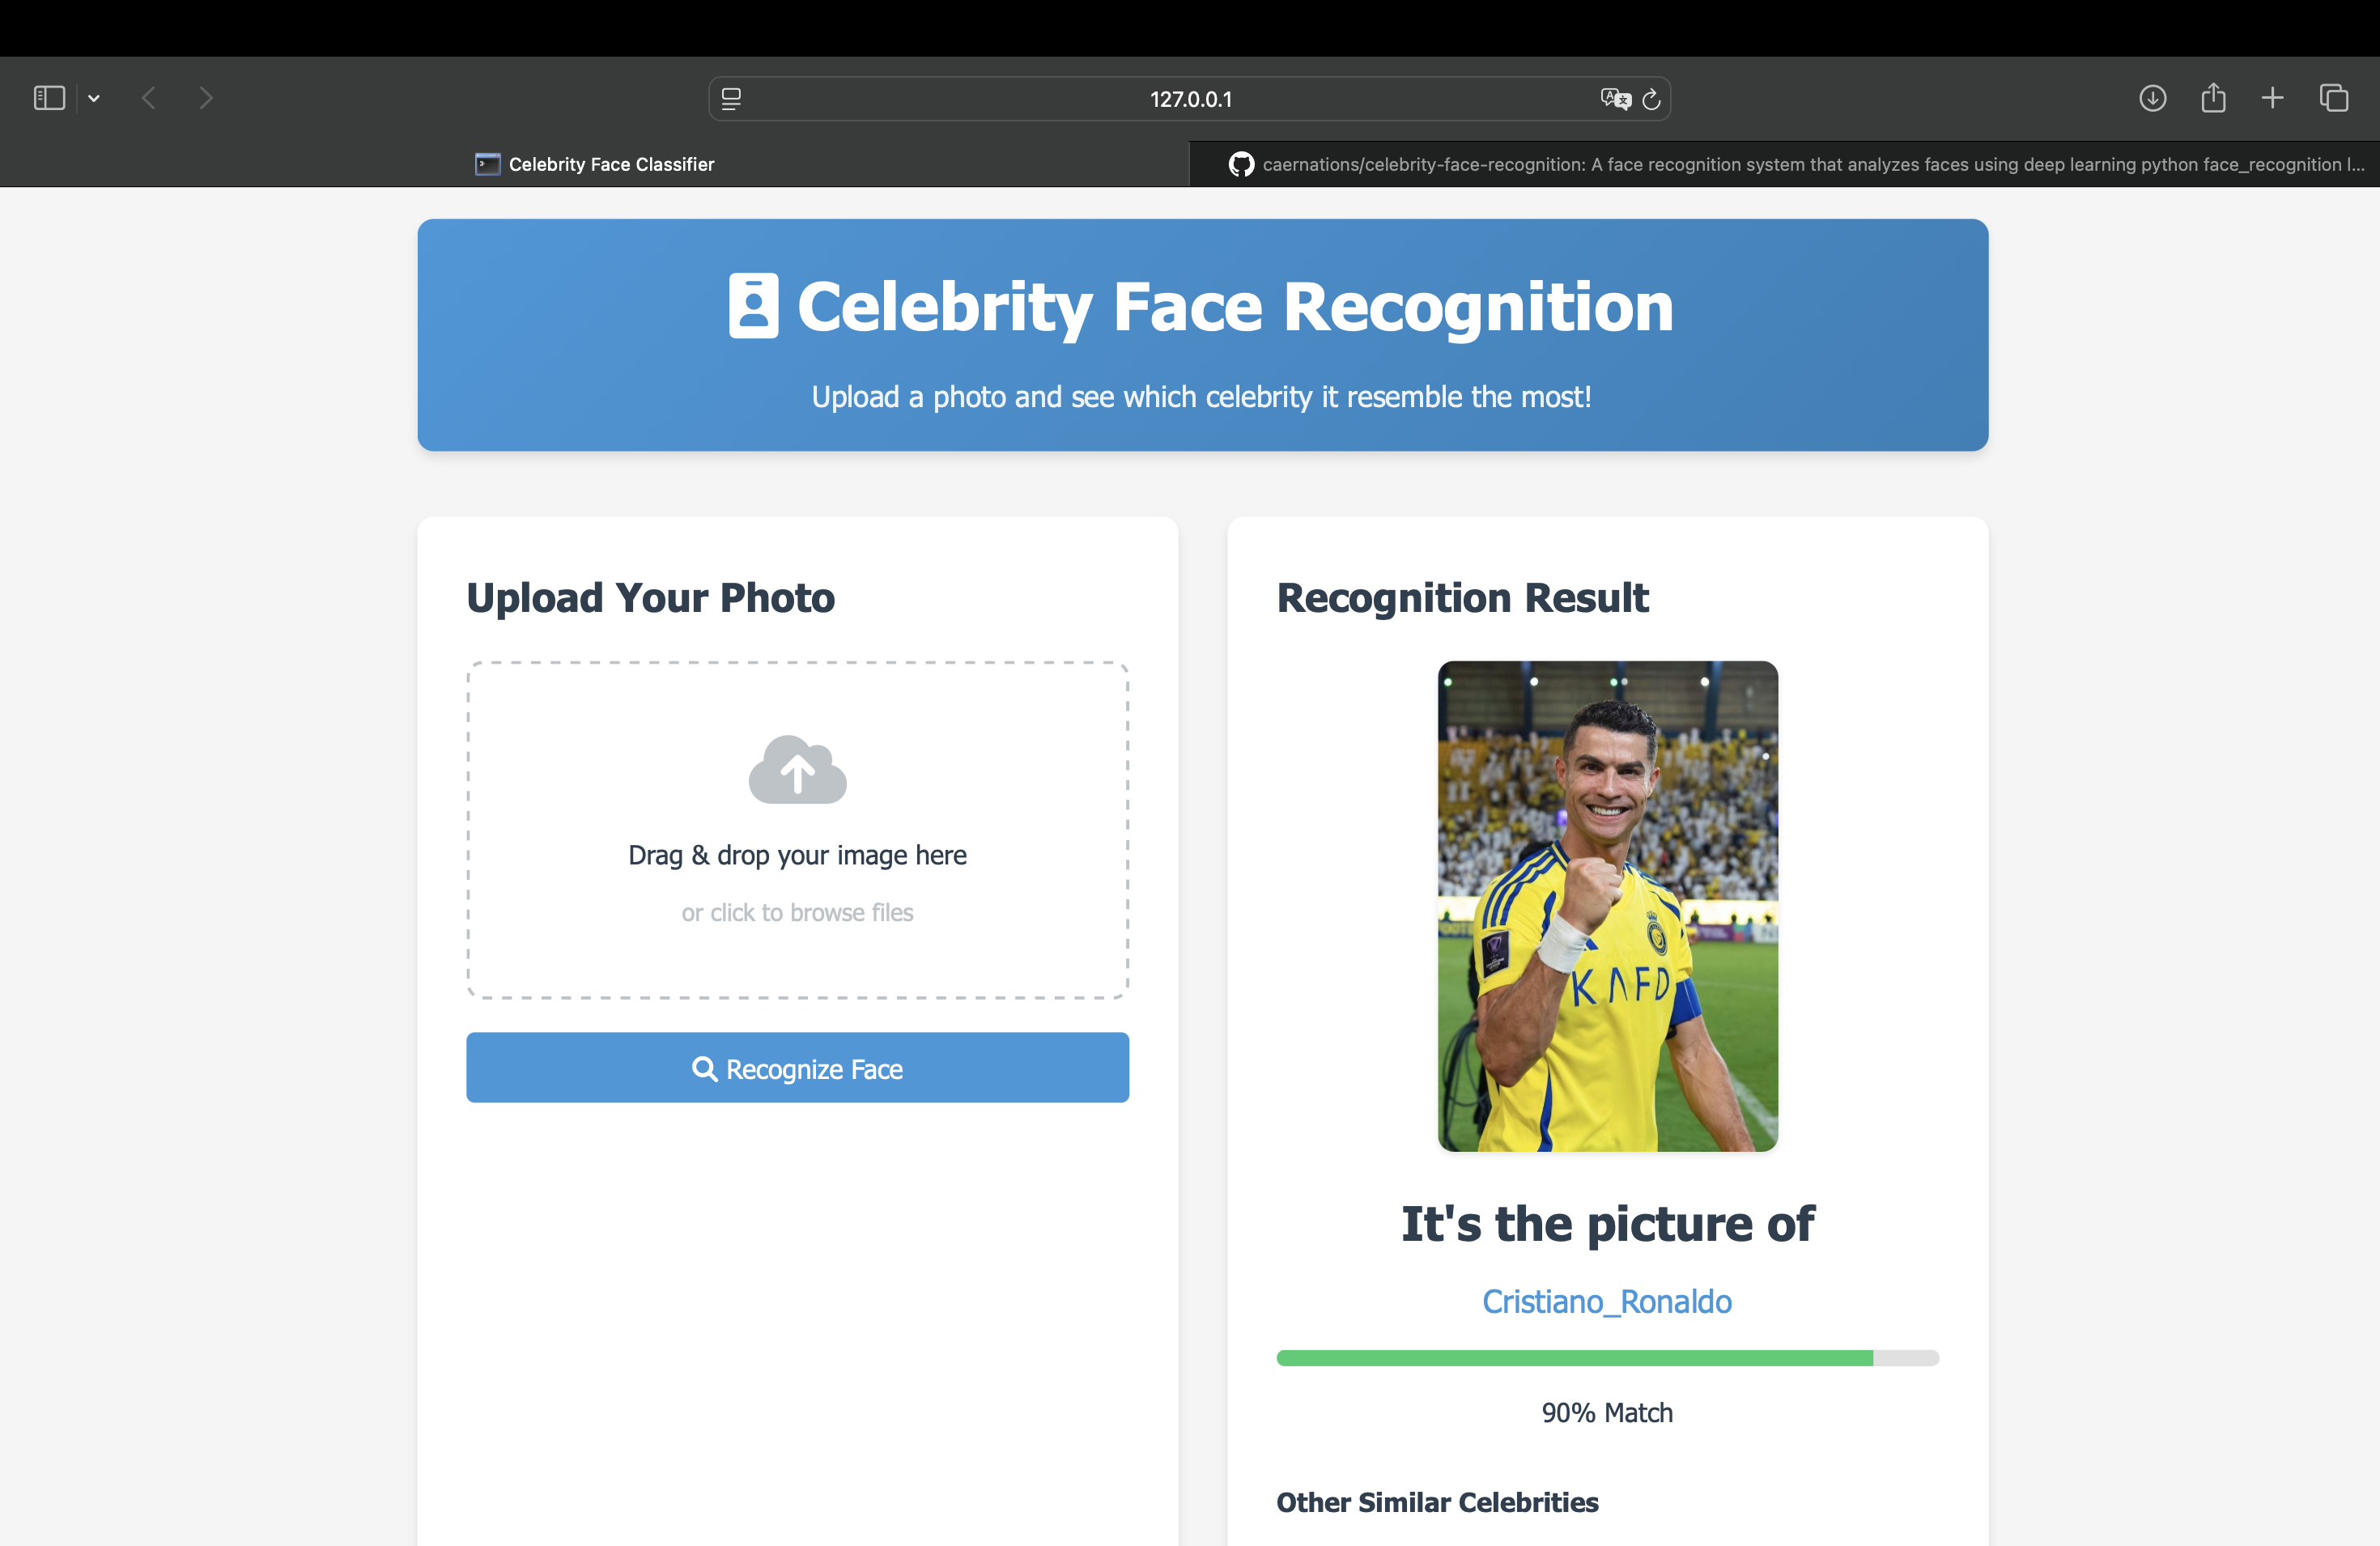 127.0.0.1
Celebrity Face Classifier
caernations/celebrity-face-recognition: A face recognition system that analyzes faces using deep learning python face_recognition l...
Celebrity Face Recognition
Upload a photo and see which celebrity it resemble the most!
Upload Your Photo
Drag & drop your image here
or click to browse files
Recognize Face
Recognition Result
KAFD
It's the picture of
Cristiano_Ronaldo
90% Match
Other Similar Celebrities